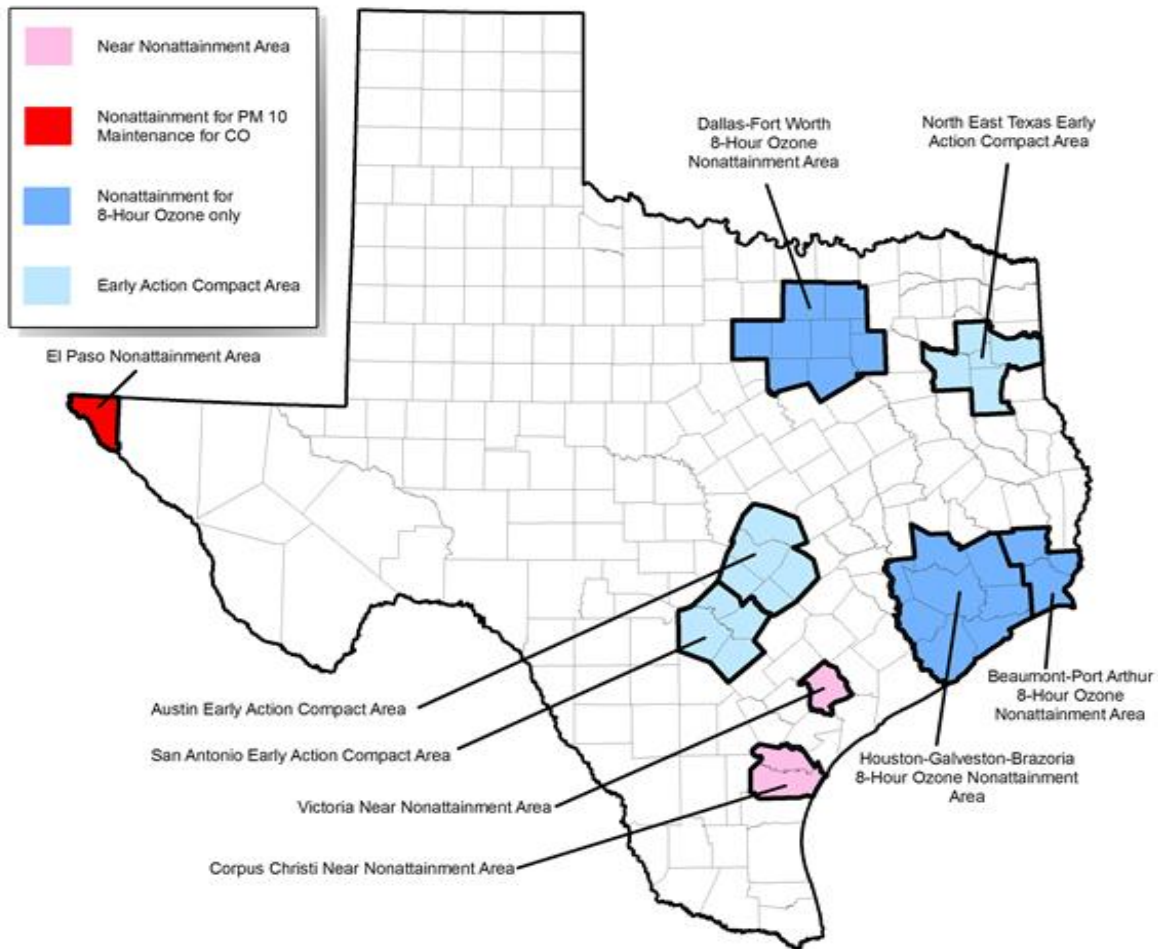 Near Nonattainment Area
Nonattainment for PM 10
Maintenance for CO
Nonattainment for
8-Hour Ozone only
Early Action Compact Area
Dallas-Fort Worth
8-Hour Ozone
Nonattainment Area
North East Texas Early
Action Compact Area
El Paso Nonattainment Area
Austin Early Action Compact Area
San Antonio Early Action Compact Area
Victoria Near Nonattainment Area
Corpus Christi Near Nonattainment Area
Beaumont-Port Arthur
8-Hour Ozone
Nonattainment Area
Houston-Galveston-Brazoria
8-Hour Ozone Nonattainment
Area